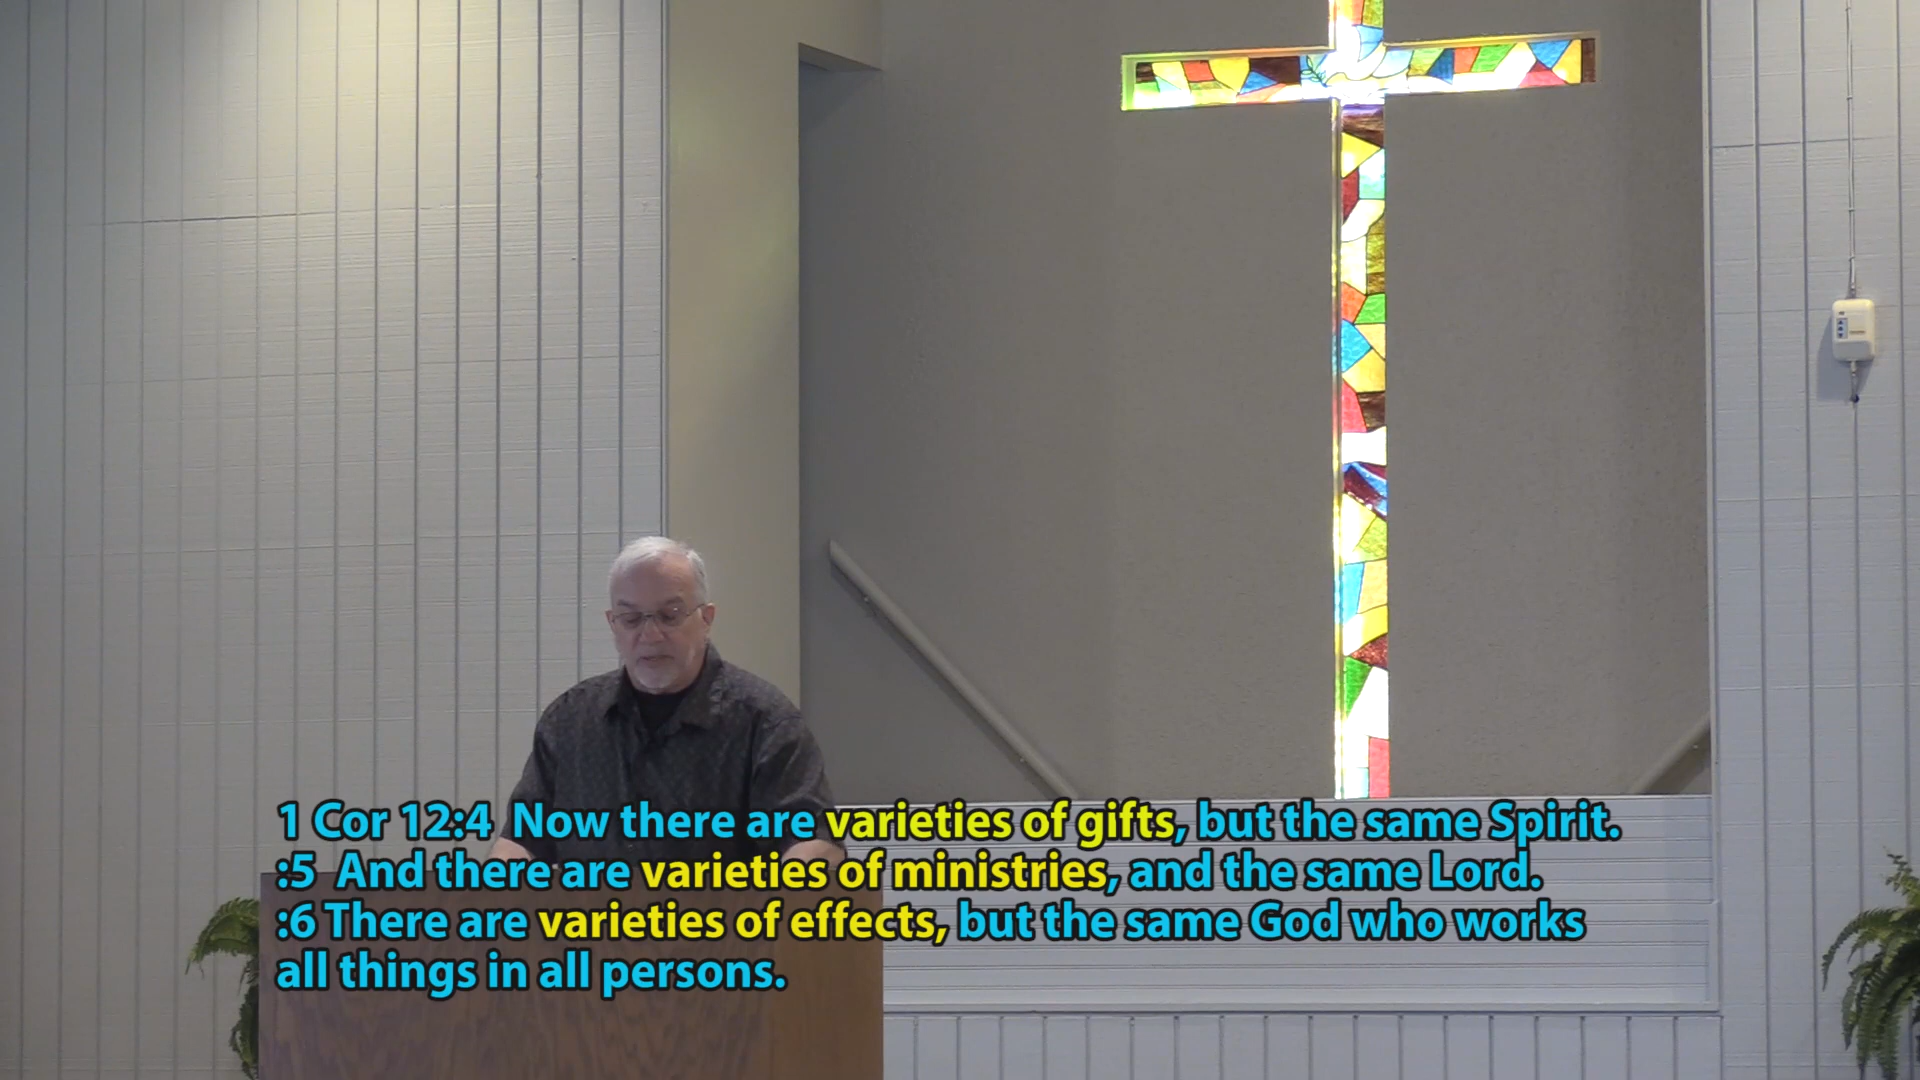 1 Cor 12:4  Now there are varieties of gifts, but the same Spirit.
:5  And there are varieties of ministries, and the same Lord.
:6 There are varieties of effects, but the same God who works
all things in all persons.